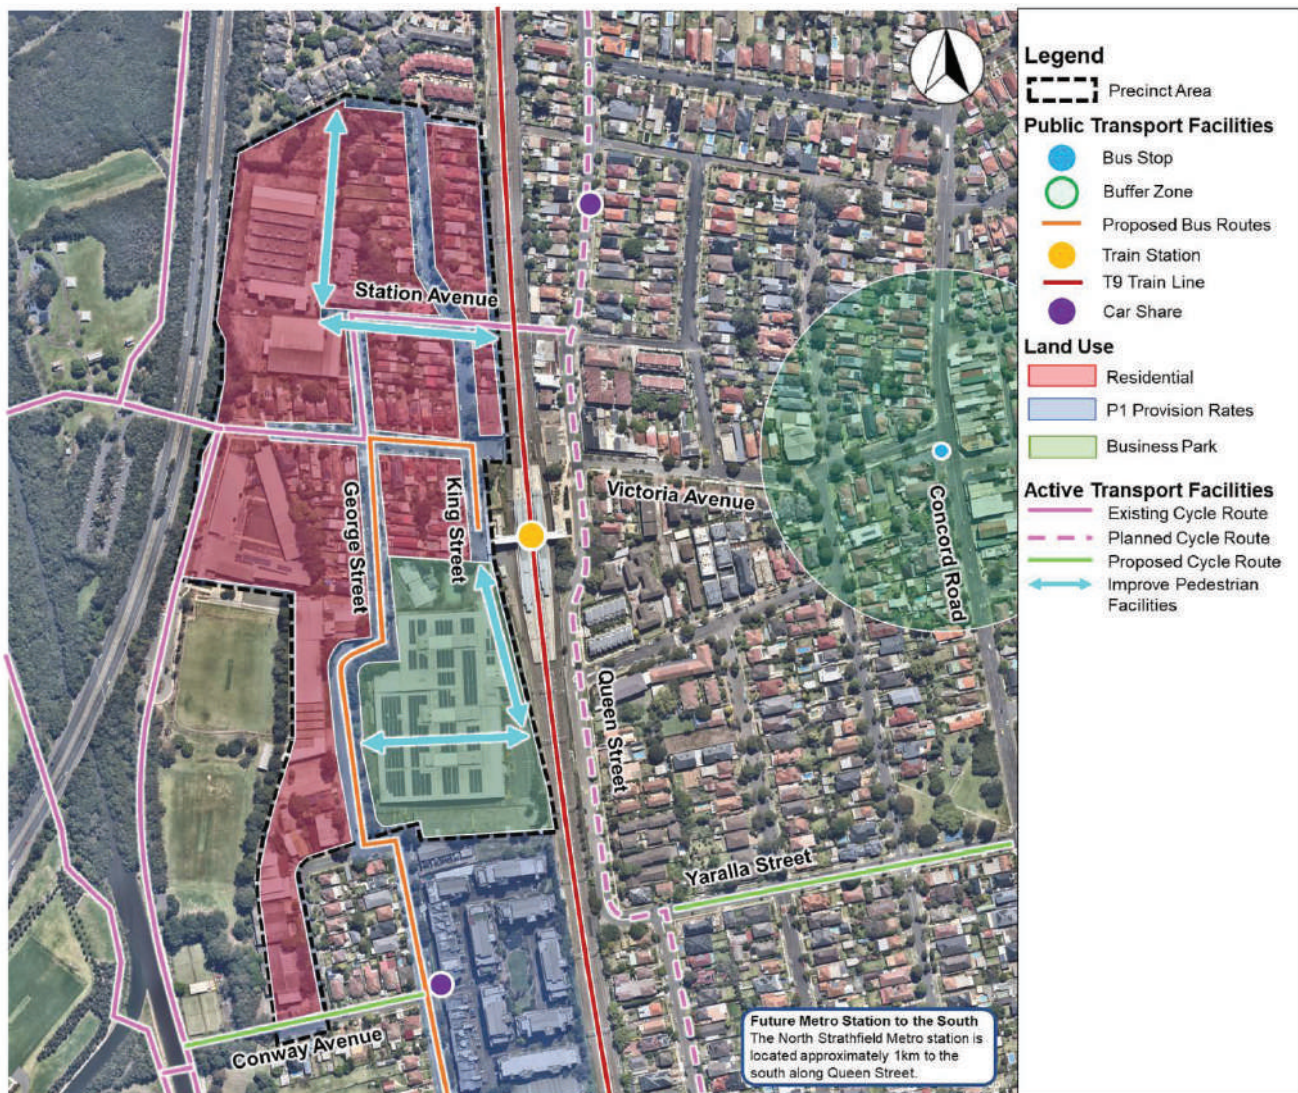 Legend
Precinct Area
Public Transport Facilities
Bus Stop
Buffer Zone
Proposed Bus Routes
Train Station
T9 Train Line
Car Share
Land Use
Residential
P1 Provision Rates
Business Park
Active Transport Facilities
Existing Cycle Route
Planned Cycle Route
Proposed Cycle Route
Improve Pedestrian
Facilities
Station Avenue
George Street
King Street
Victoria Avenue
Concord Road
Queen Street
Yaralla Street
Conway Avenue
Future Metro Station to the South
The North Strathfield Metro station is
located approximately 1km to the
south along Queen Street.